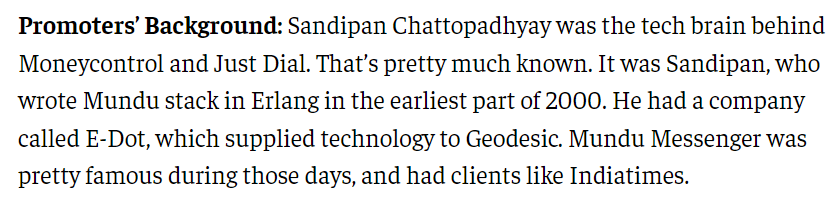 Promoters’ Background: Sandipan Chattopadhyay was the tech brain behind
Moneycontrol and Just Dial. That’s pretty much known. It was Sandipan, who
wrote Mundu stack in Erlang in the earliest part of 2000. He had a company
called E-Dot, which supplied technology to Geodesic. Mundu Messenger was
pretty famous during those days, and had clients like Indiatimes.